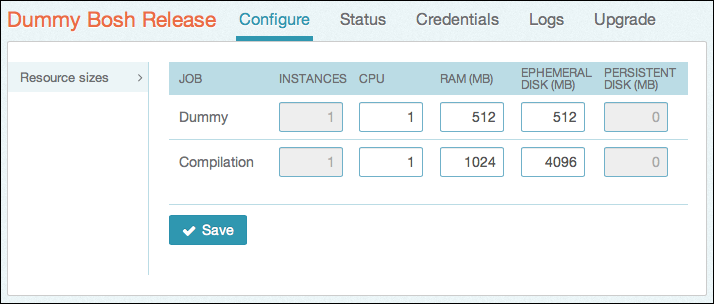 Dummy Bosh Release Configure Status Credentials Logs Upgrade
Resource sizes
JOB INSTANCES CPU RAM (MB) EPHEMERAL DISK (MB) PERSISTENT DISK (MB)
Dummy 1 1 512 512 0
Compilation 1 1 1024 4096 0
Save